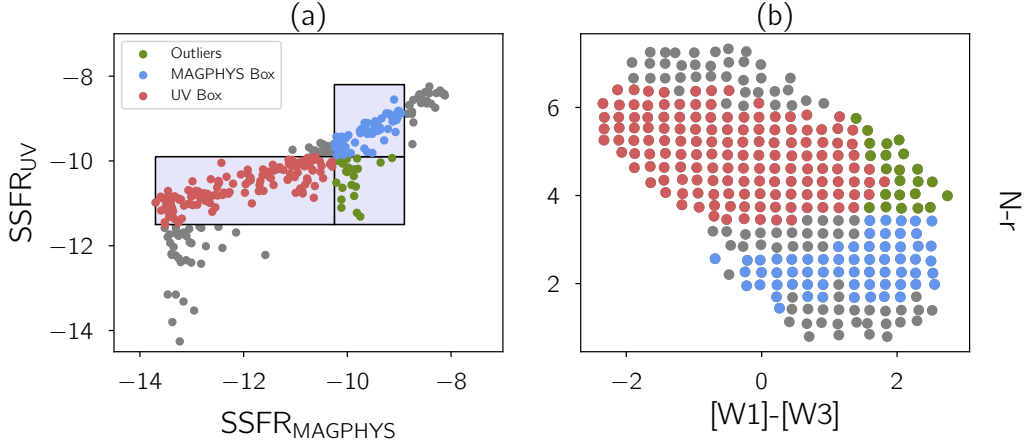 (a)
Outliers
MAGPHYS Box
UV Box
−8
−10
−12
−14
SSFR_UV
−14 −12 −10 −8
SSFR_MAGPHYS
(b)
6
4
2
N-r
−2 0 2
[W1]-[W3]